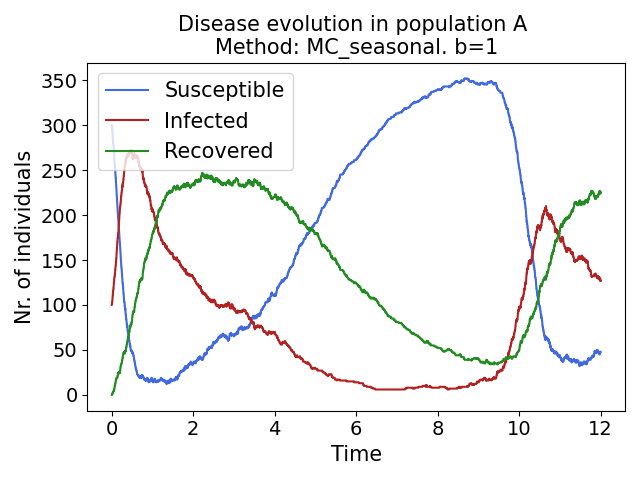 Disease evolution in population A
Method: MC_seasonal. b=1
Susceptible
Infected
Recovered
Nr. of individuals
350
300
250
200
150
100
50
0
0 2 4 6 8 10 12
Time